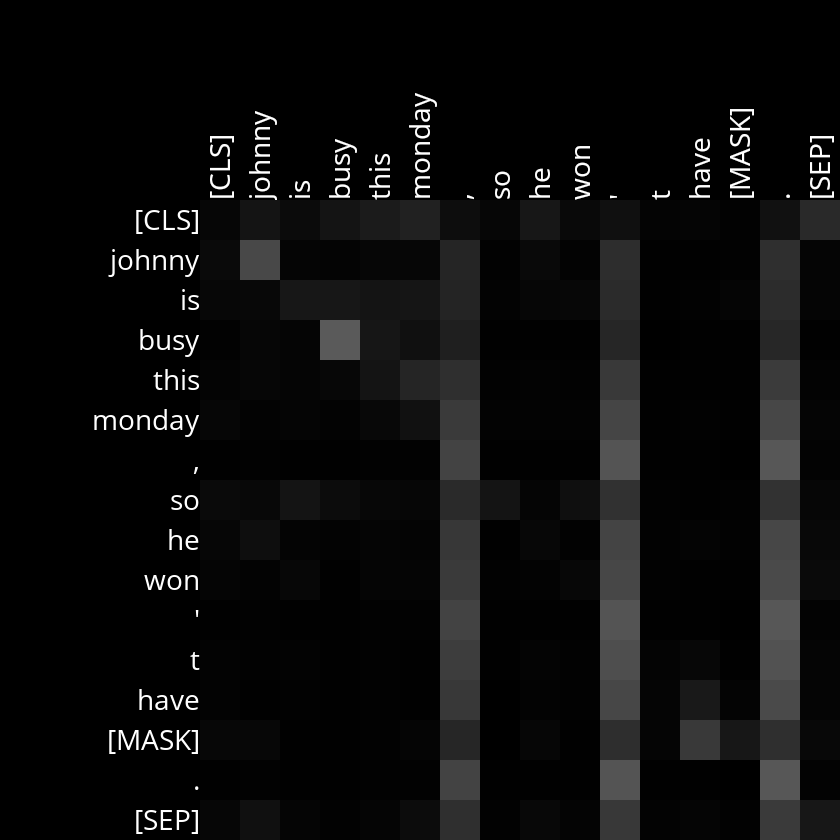 [CLS] johnny is busy this monday , so he won ' t have [MASK] . [SEP]
[CLS]
johnny
is
busy
this
monday
,
so
he
won
'
t
have
[MASK]
.
[SEP]